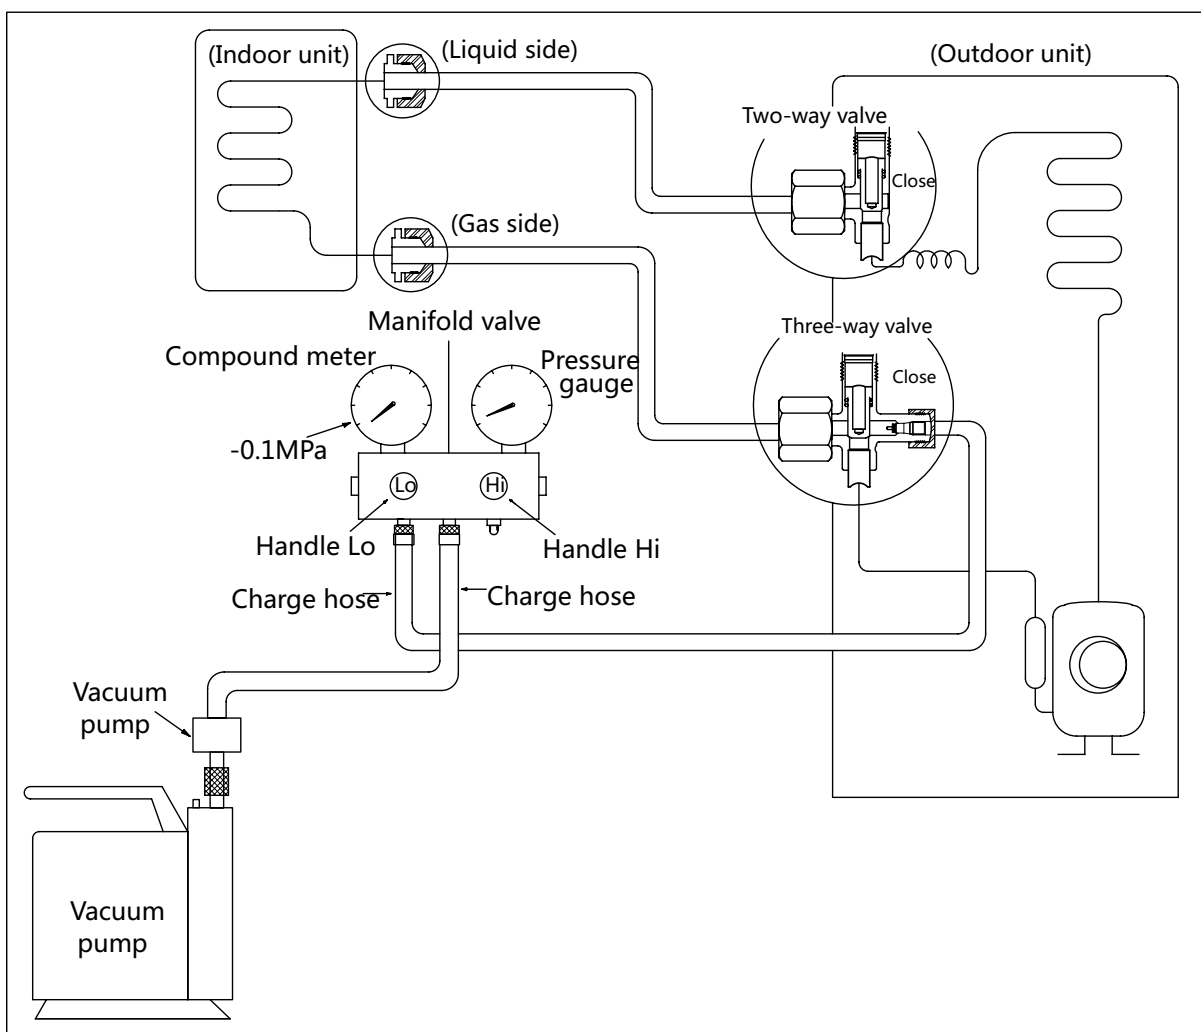 (Indoor unit)
(Liquid side)
(Outdoor unit)
Two-way valve
Close
(Gas side)
Manifold valve
Three-way valve
Compound meter
Pressure
gauge
Close
-0.1MPa
Lo
Hi
Handle Lo
Handle Hi
Charge hose
Charge hose
Vacuum
pump
Vacuum
pump